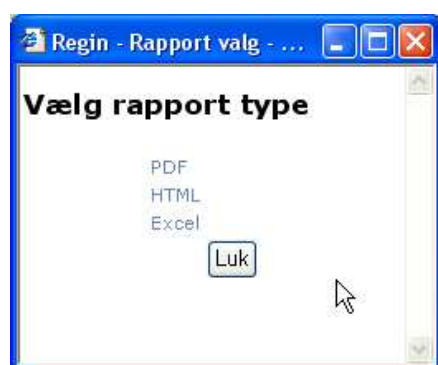 Regin - Rapport valg - ...
Vælg rapport type
PDF
HTML
Excel
Luk